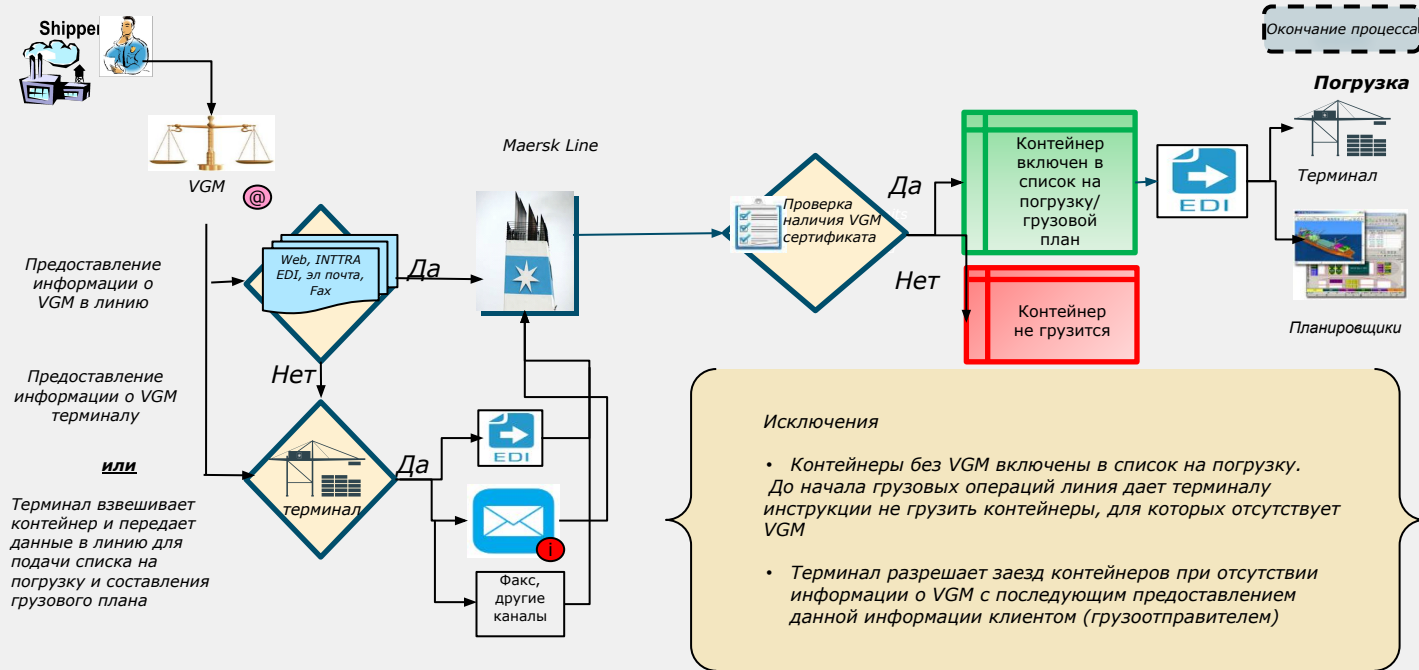 Shipper
VGM
@
Предоставление
информации о
VGM в линию
Web, INTTRA
EDI, эл почта,
Fax
Да
Maersk Line
Проверка
наличия VGM
сертификата
Да
Нет
Контейнер
включен в
список на
погрузку/
грузовой
план
Контейнер
не грузится
EDI
Окончание процесса
Погрузка
Терминал
Планировщики
Нет
Предоставление
информации о VGM
терминалу
или
Терминал взвешивает
контейнер и передает
данные в линию для
подачи списка на
погрузку и составления
грузового плана
терминал
Да
EDI
i
Факс,
другие
каналы
Исключения
• Контейнеры без VGM включены в список на погрузку.
До начала грузовых операций линия дает терминалу
инструкции не грузить контейнеры, для которых отсутствует
VGM
• Терминал разрешает заезд контейнеров при отсутствии
информации о VGM с последующим предоставлением
данной информации клиентом (грузоотправителем)